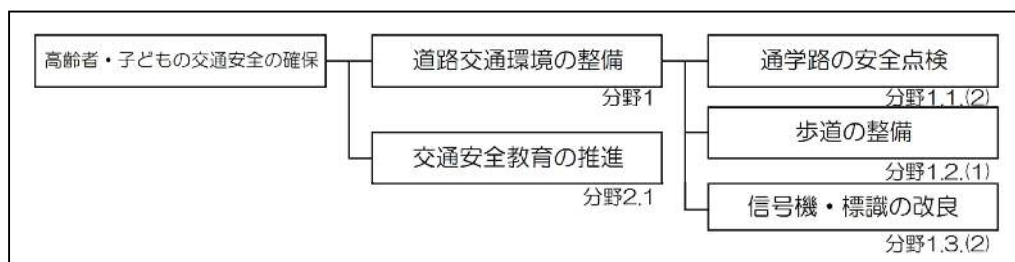 高齢者・子どもの交通安全の確保
道路交通環境の整備
分野1
通学路の安全点検
分野1.1.(2)
歩道の整備
分野1.2.(1)
交通安全教育の推進
分野2.1
信号機・標識の改良
分野1.3.(2)